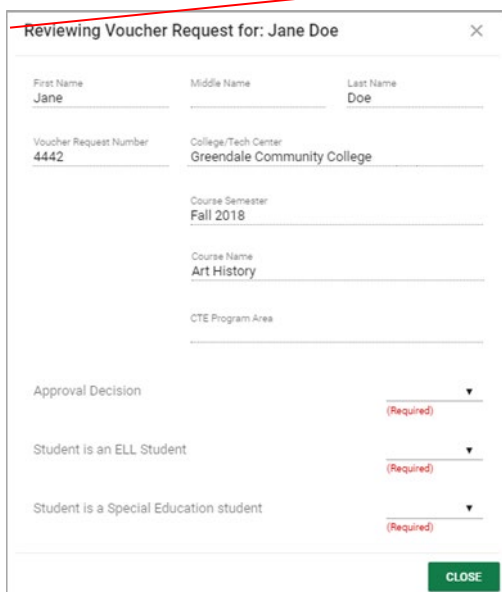 Reviewing Voucher Request for: Jane Doe
First Name Middle Name Last Name
Jane Doe
Voucher Request Number College/Tech Center
4442 Greendale Community College
Course Semester
Fall 2018
Course Name
Art History
CTE Program Area
Approval Decision
(Required)
Student is an ELL Student
(Required)
Student is a Special Education student
(Required)
CLOSE